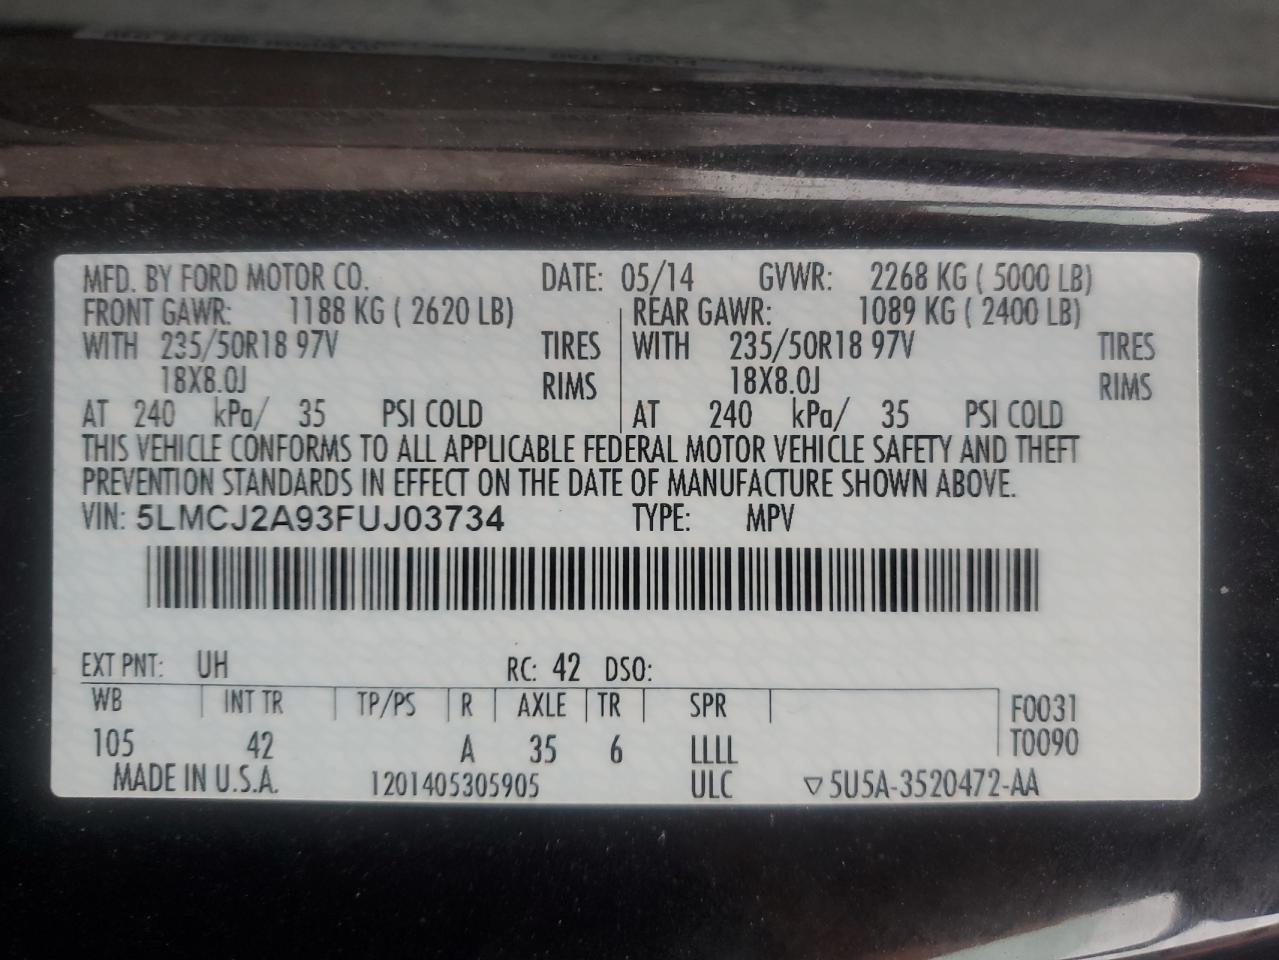 MFD. BY FORD MOTOR CO. DATE: 05/14 GVWR: 2268 KG ( 5000 LB)
FRONT GAWR: 1188 KG ( 2620 LB) REAR GAWR: 1089 KG ( 2400 LB)
WITH 235/50R18 97V TIRES WITH 235/50R18 97V TIRES
18X8.0J RIMS 18X8.0J RIMS
AT 240 kPa/ 35 PSI COLD AT 240 kPa/ 35 PSI COLD
THIS VEHICLE CONFORMS TO ALL APPLICABLE FEDERAL MOTOR VEHICLE SAFETY AND THEFT
PREVENTION STANDARDS IN EFFECT ON THE DATE OF MANUFACTURE SHOWN ABOVE.
VIN: 5LMCJ2A93FUJ03734 TYPE: MPV
EXT PNT: UH RC: 42 DSO:
WB INT TR TP/PS R AXLE TR SPR F0031
105 42 A 35 6 LLLL T0090
MADE IN U.S.A. 1201405305905 ULC ▽5U5A-3520472-AA